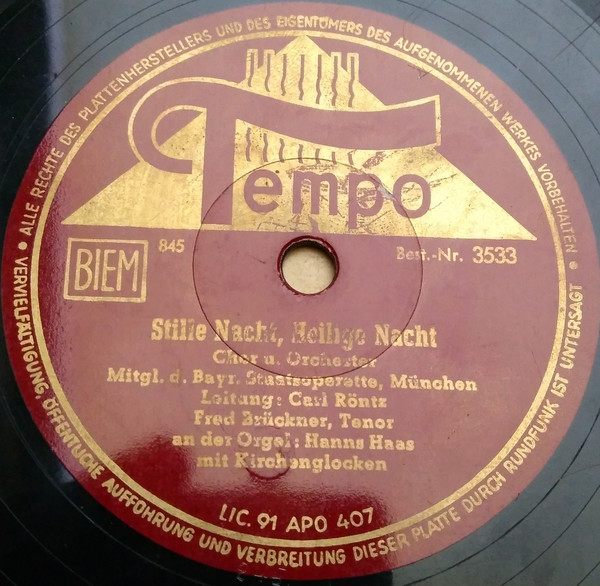 ALLE RECHTE DES PLATTENHERSTELLERS UND DES EIGENTÜMERS DES AUFGENOMMENEN WERKES VORBEHALTEN •
Tempo
BIEM
845
Best.-Nr. 3533
Stille Nacht, Heilige Nacht
Chor u. Orchester
Mitgl. d. Bayr. Staatsoperette, München
Leitung: Carl Röntz
Fred Brückner, Tenor
an der Orgel: Hanns Haas
mit Kirchenglocken
LIC. 91 APO 407
• VERVIELFÄLTIGUNG, ÖFFENTLICHE AUFFÜHRUNG UND VERBREITUNG DIESER PLATTE DURCH RUNDFUNK IST UNTERSAGT